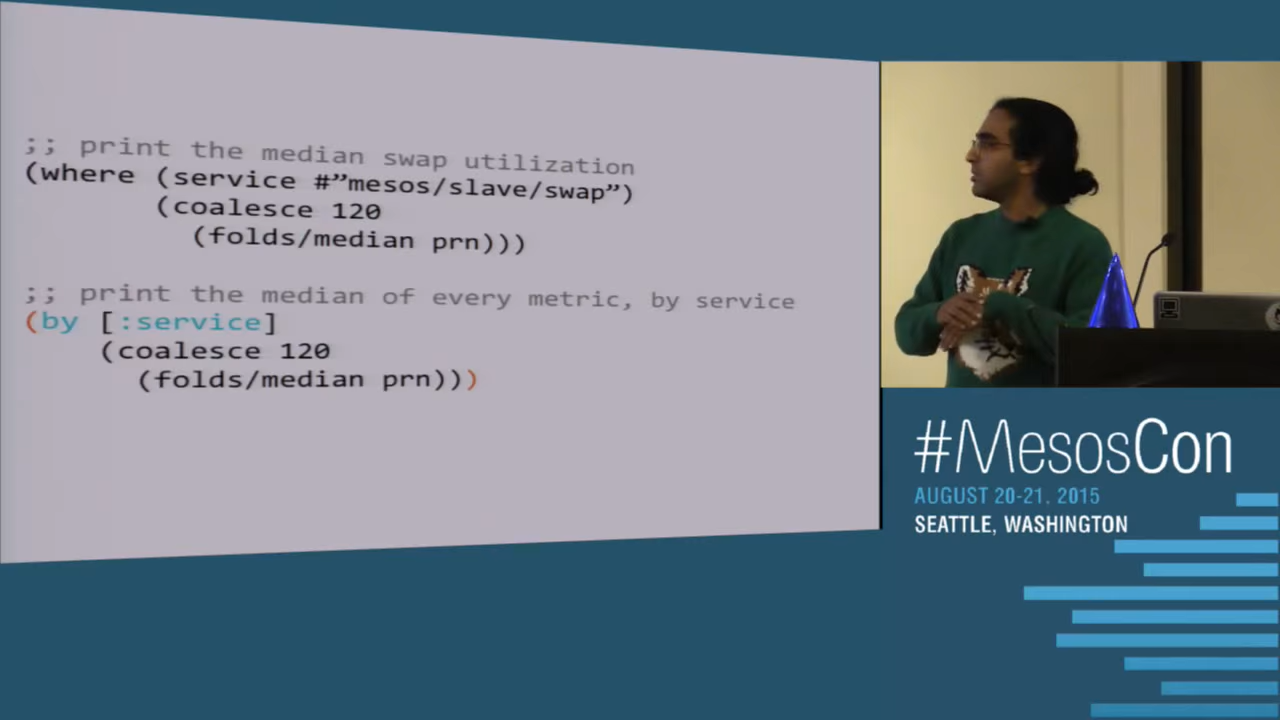 ;; print the median swap utilization
(where (service #”mesos/slave/swap”)
(coalesce 120
(folds/median prn)))
;; print the median of every metric, by service
(by [:service]
(coalesce 120
(folds/median prn)))
#MesosCon
AUGUST 20-21, 2015
SEATTLE, WASHINGTON